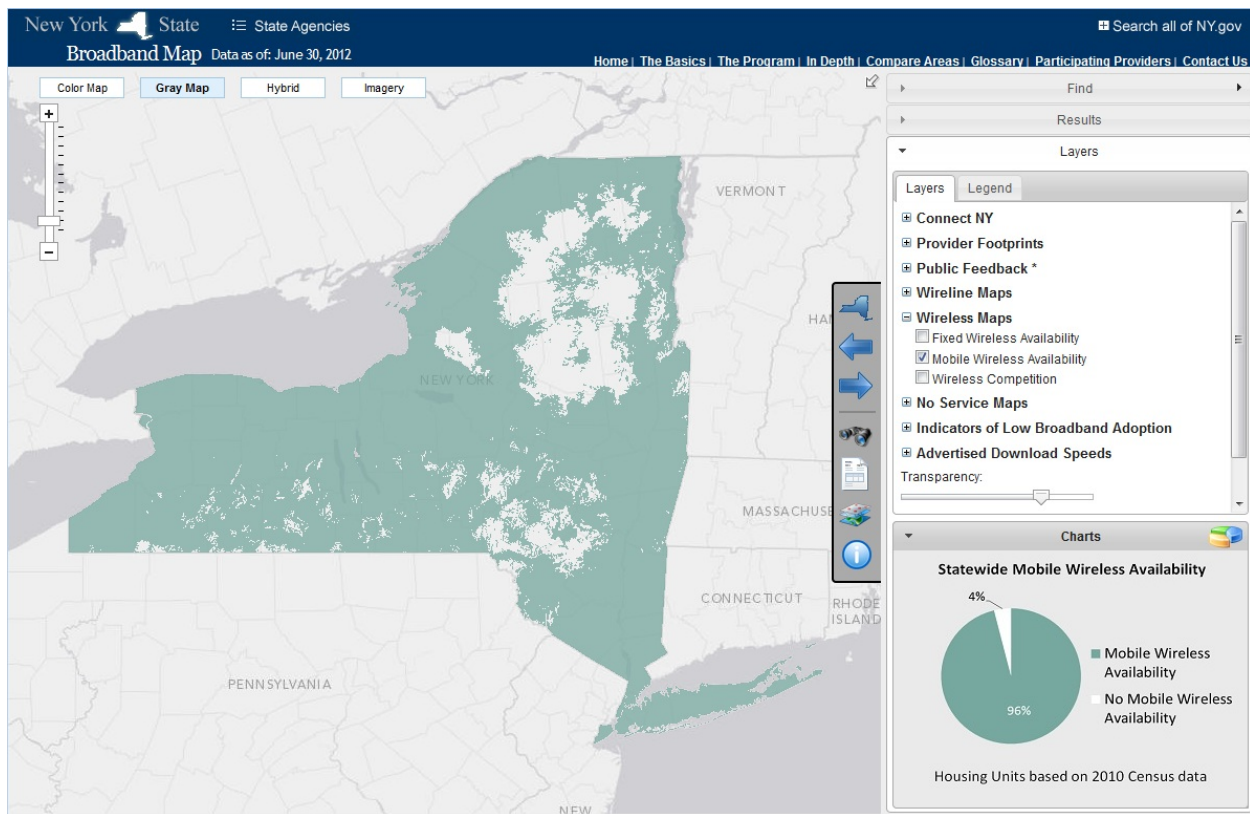 New York State
State Agencies
Search all of NY.gov
Broadband Map Data as of: June 30, 2012
Home | The Basics | The Program | In Depth | Compare Areas | Glossary | Participating Providers | Contact Us
Color Map
Gray Map
Hybrid
Imagery
VERMONT
HA
NEW YORK
MASSACHUSE
CONNECTICUT
RHODE
ISLAND
PENNSYLVANIA
NEW
Find
Results
Layers
Layers
Legend
Connect NY
Provider Footprints
Public Feedback *
Wireline Maps
Wireless Maps
Fixed Wireless Availability
Mobile Wireless Availability
Wireless Competition
No Service Maps
Indicators of Low Broadband Adoption
Advertised Download Speeds
Transparency:
Charts
Statewide Mobile Wireless Availability
4%
96%
Mobile Wireless
Availability
No Mobile Wireless
Availability
Housing Units based on 2010 Census data